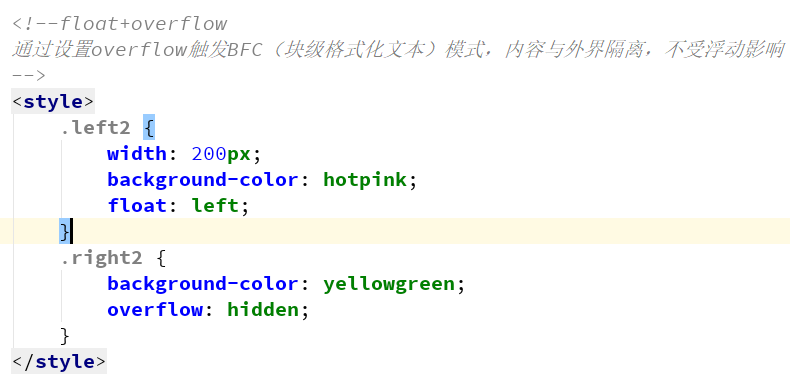 <!--float+overflow
通过设置overflow触发BFC（块级格式化文本）模式，内容与外界隔离，不受浮动影响
-->
<style>
    .left2 {
        width: 200px;
        background-color: hotpink;
        float: left;
    }
    .right2 {
        background-color: yellowgreen;
        overflow: hidden;
    }
</style>